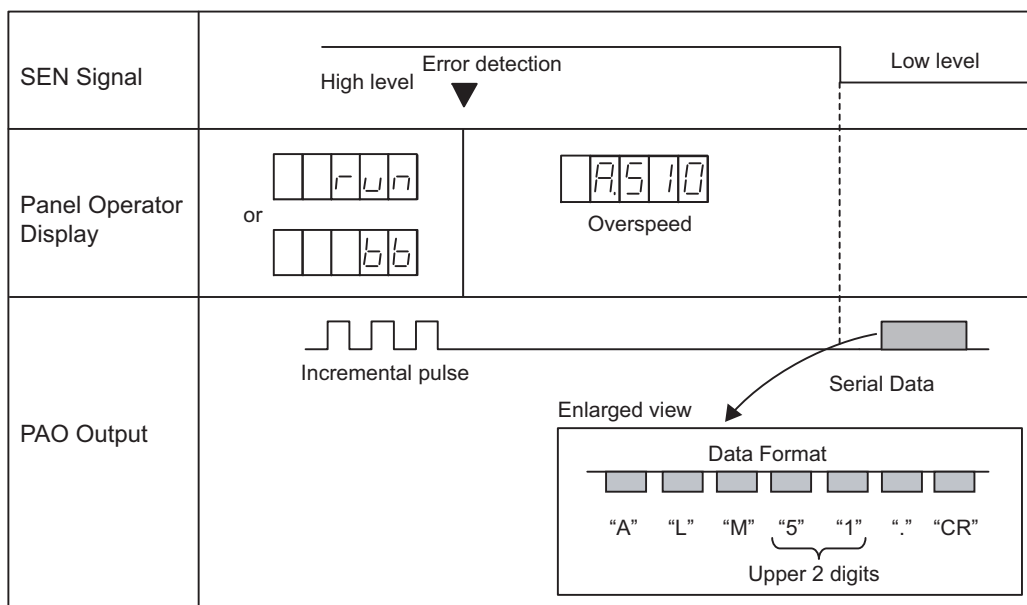 SEN Signal
High level
Error detection
Low level
Panel Operator
Display
run
or
bb
A.510
Overspeed
PAO Output
Incremental pulse
Serial Data
Enlarged view
Data Format
“A” “L” “M” “5” “1” “.” “CR”
Upper 2 digits